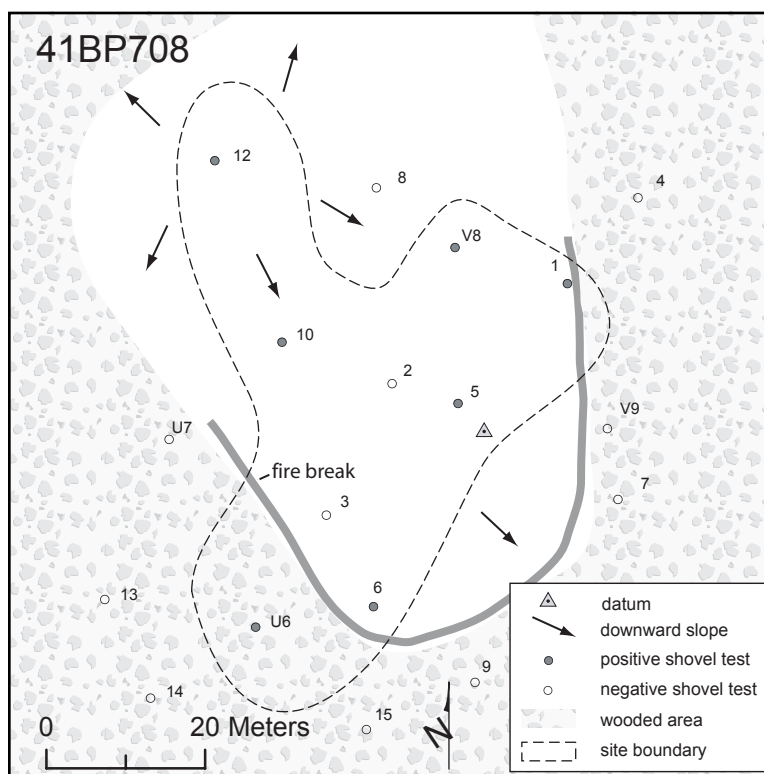 41BP708
12
8
4
V8
1
10
2
5
V9
U7
fire break
7
3
6
13
U6
9
14
15
0 20 Meters
N
datum
downward slope
positive shovel test
negative shovel test
wooded area
site boundary